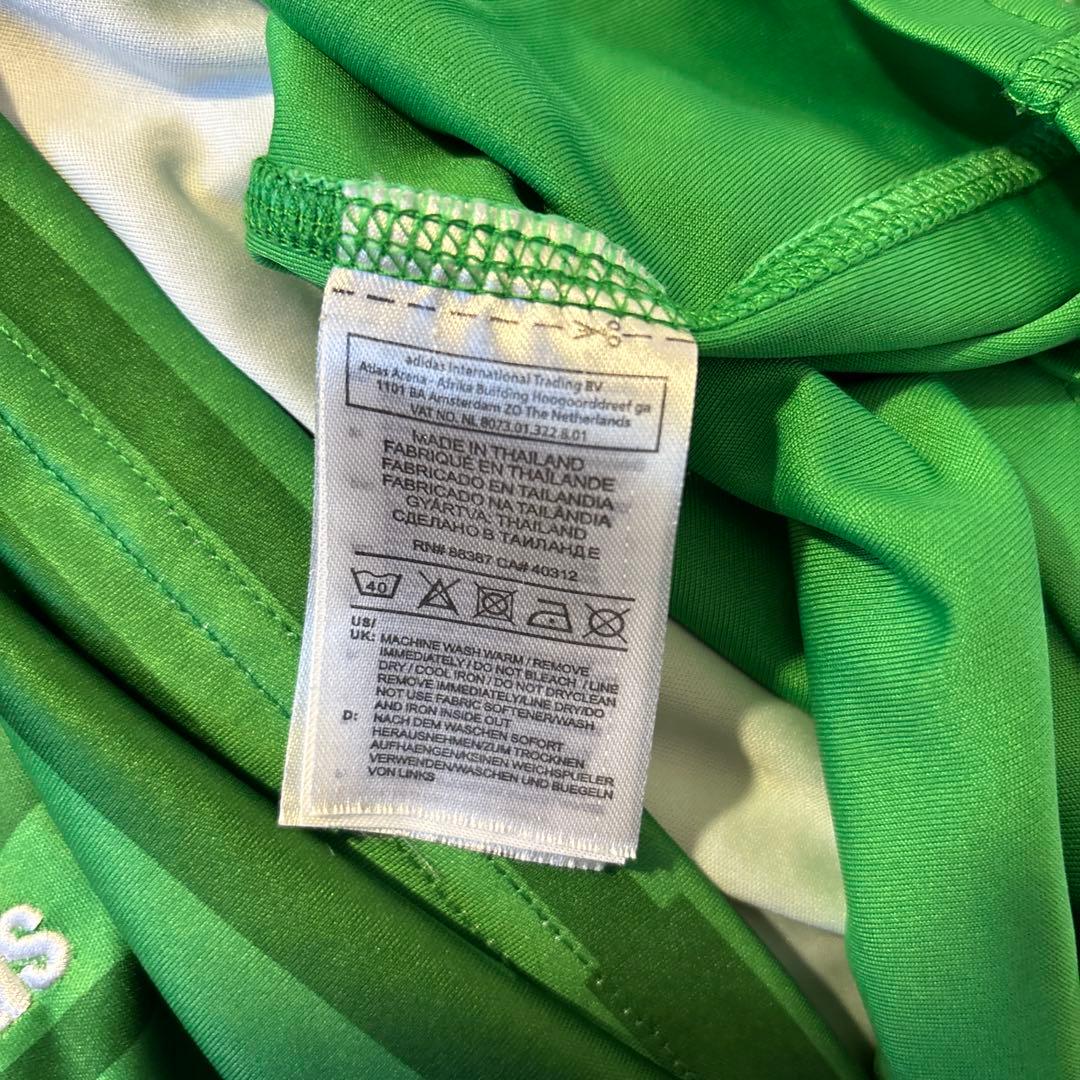 adidas International Trading BV
Atlas Arena - Afrika Building Hoogoorddreef 9a
1101 BA Amsterdam ZO The Netherlands
VAT NO. NL 8073.01.322 B.01
MADE IN THAILAND
FABRIQUÉ EN THAÏLANDE
FABRICADO EN TAILANDIA
FABRICADO NA TAILÂNDIA
GYÁRTVA: THAILAND
СДЕЛАНО В ТАИЛАНДЕ
RN# 88387 CA# 40312
40
US/
UK: MACHINE WASH WARM / REMOVE
IMMEDIATELY / DO NOT BLEACH / LINE
DRY / COOL IRON / DO NOT DRYCLEAN
REMOVE IMMEDIATELY/LINE DRY/DO
NOT USE FABRIC SOFTENER/WASH
AND IRON INSIDE OUT
D: NACH DEM WASCHEN SOFORT
HERAUSNEHMEN/ZUM TROCKNEN
AUFHAENGEN/KEINEN WEICHSPUELER
VERWENDEN/WASCHEN UND BUEGELN
VON LINKS